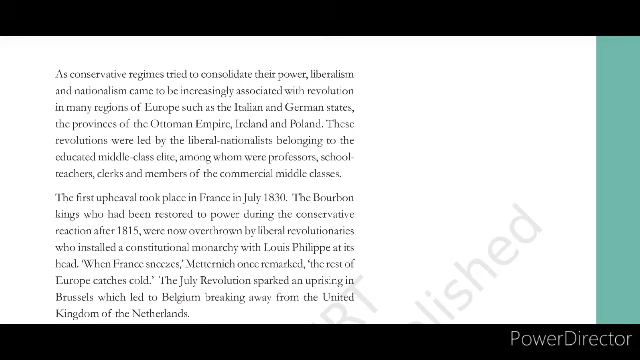 As conservative regimes tried to consolidate their power, liberalism
and nationalism came to be increasingly associated with revolution
in many regions of Europe such as the Italian and German states,
the provinces of the Ottoman Empire, Ireland and Poland. These
revolutions were led by the liberal-nationalists belonging to the
educated middle-class elite, among whom were professors, school-
teachers, clerks and members of the commercial middle classes.
The first upheaval took place in France in July 1830. The Bourbon
kings who had been restored to power during the conservative
reaction after 1815, were now overthrown by liberal revolutionaries
who installed a constitutional monarchy with Louis Philippe at its
head. ‘When France sneezes,’ Metternich once remarked, ‘the rest of
Europe catches cold.’ The July Revolution sparked an uprising in
Brussels which led to Belgium breaking away from the United
Kingdom of the Netherlands.
PowerDirector